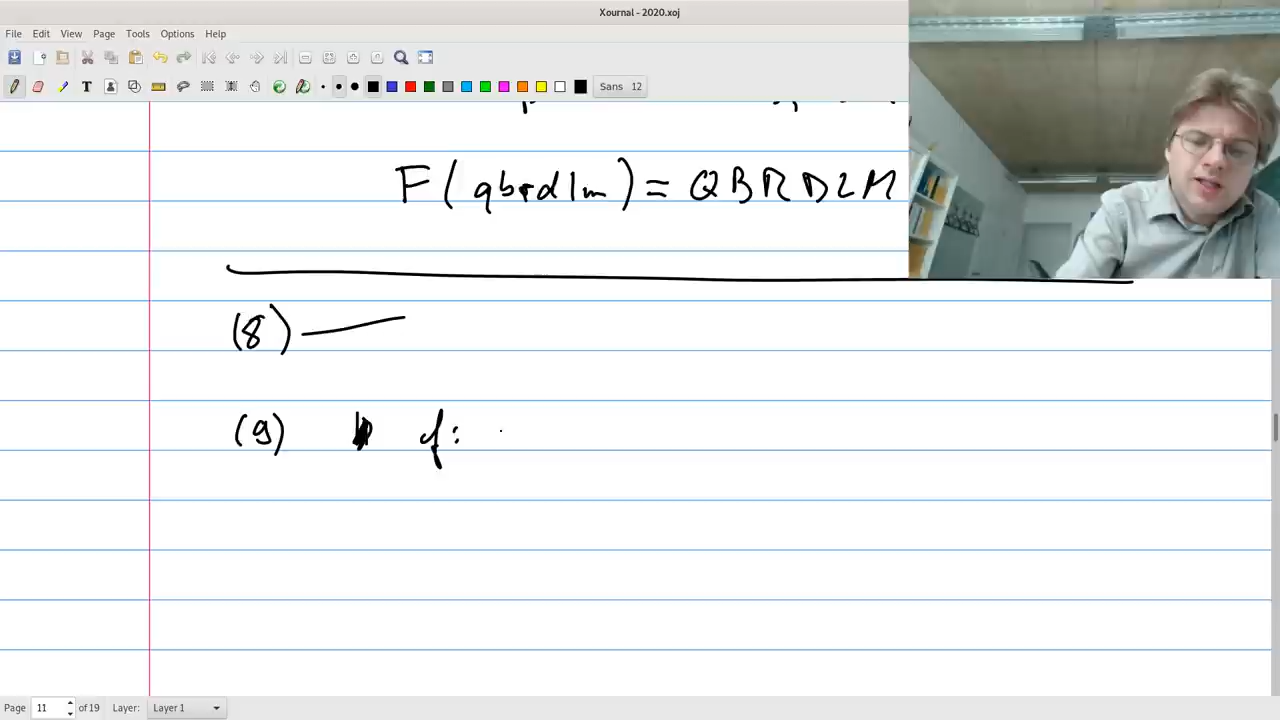 Xournal - 2020.xoj
File Edit View Page Tools Options Help
T
Sans 12
F(qbrdlm) = QBRDLM
(8)
(9) f:
Page 11 of 19 Layer: Layer 1